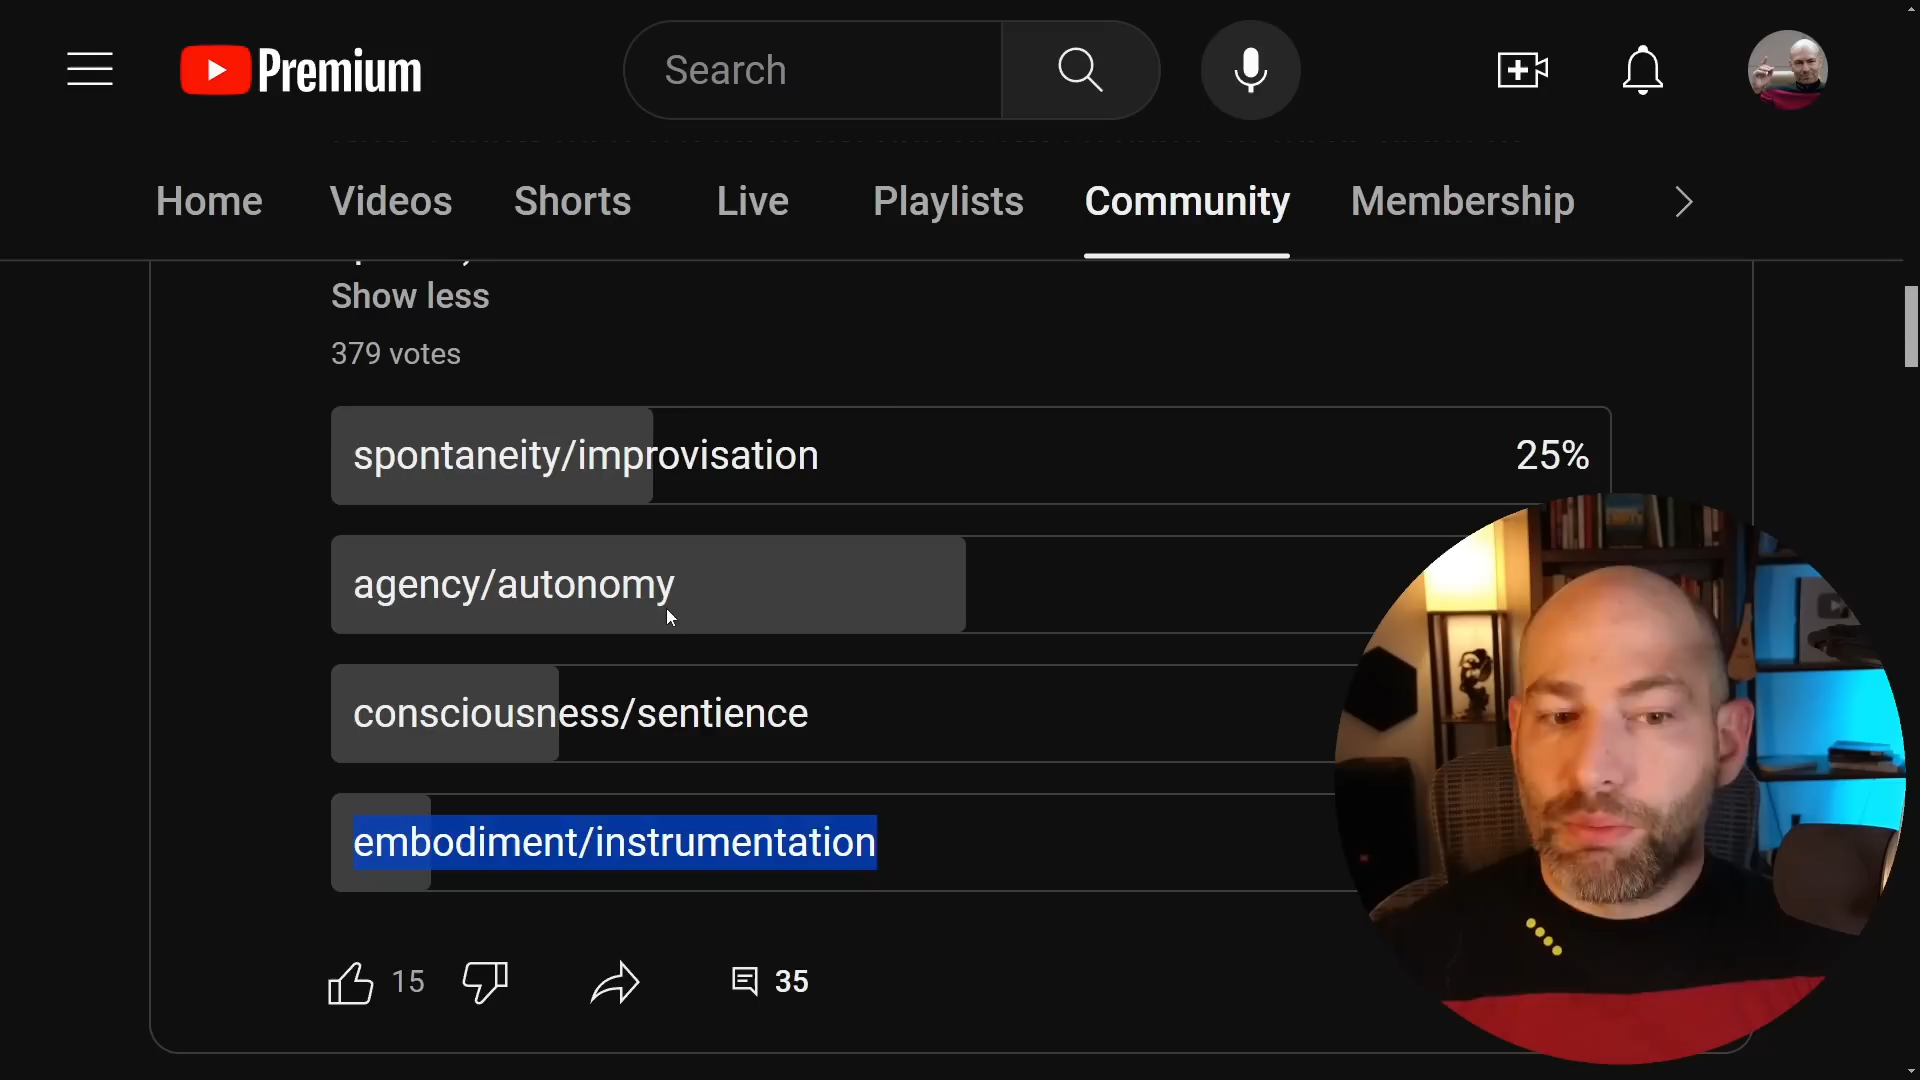 Premium
Search
Home Videos Shorts Live Playlists Community Membership
Show less
379 votes
spontaneity/improvisation 25%
agency/autonomy
consciousness/sentience
embodiment/instrumentation
15 35